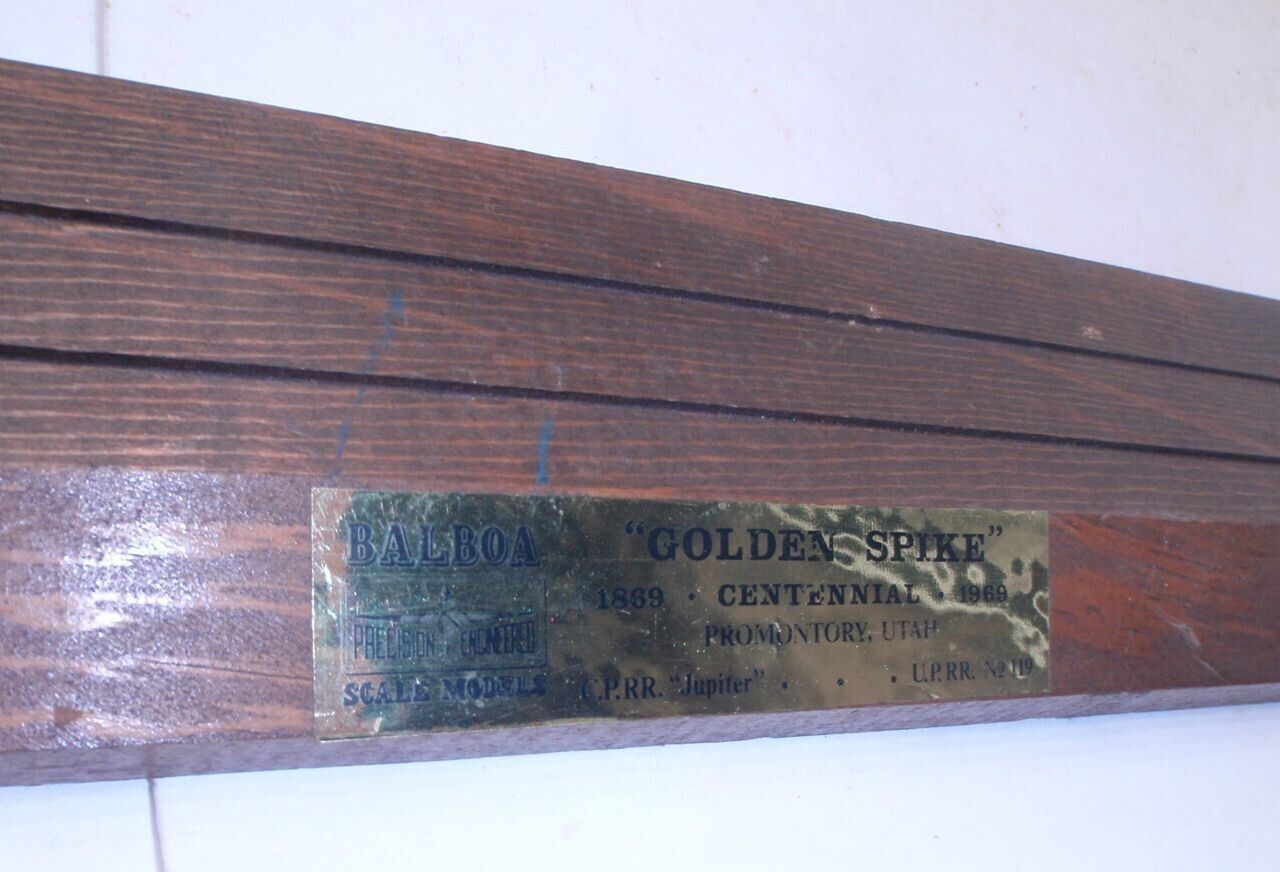 BALBOA
PRECISION ENGINEERED
SCALE MODELS
“GOLDEN SPIKE”
1869 · CENTENNIAL · 1969
PROMONTORY, UTAH
C.P.RR. “Jupiter” · · · U.P.RR. Nº 119